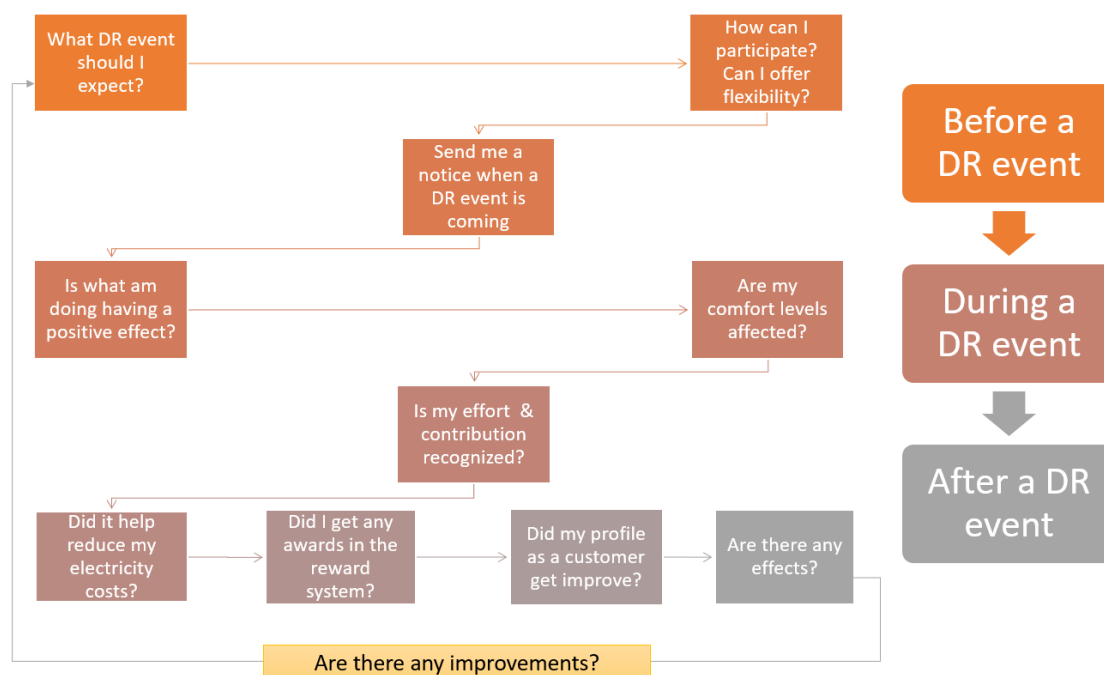 What DR event
should I
expect?
How can I
participate?
Can I offer
flexibility?
Send me a
notice when a
DR event is
coming
Is what am
doing having a
positive effect?
Are my
comfort levels
affected?
Is my effort & 
contribution
recognized?
Did it help
reduce my
electricity
costs?
Did I get any
awards in the
reward
system?
Did my profile
as a customer
get improve?
Are there any
effects?
Are there any improvements?
Before a
DR event
During a
DR event
After a DR
event